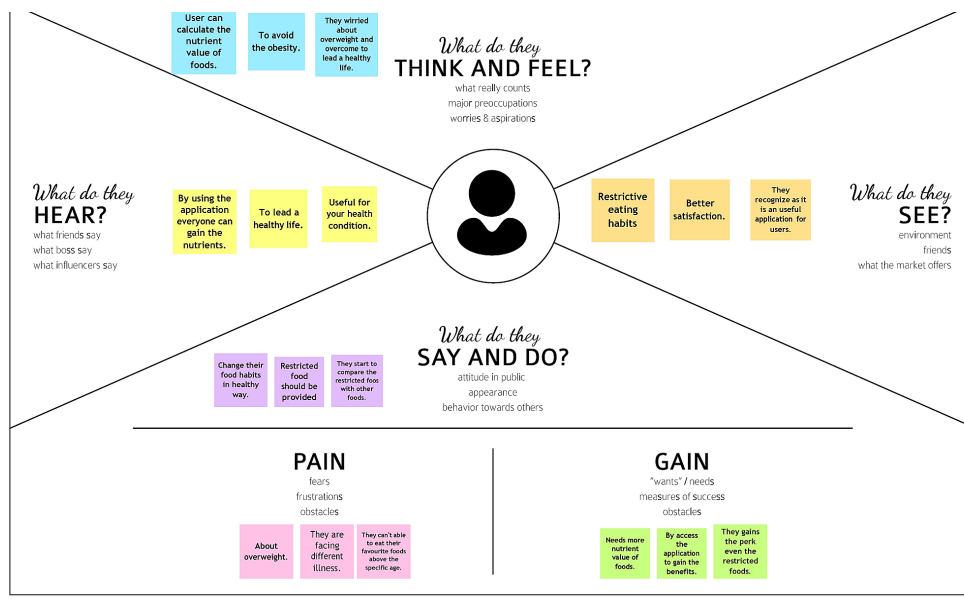 User can
calculate the
nutrient
value of
foods.
To avoid
the obesity.
They wirried
about
overweight and
overcome to
lead a healthy
life.
What do they
THINK AND FEEL?
what really counts
major preoccupations
worries & aspirations
What do they
HEAR?
what friends say
what boss say
what influencers say
By using the
application
everyone can
gain the
nutrients.
To lead a
healthy life.
Useful for
your health
condition.
Restrictive
eating
habits
Better
satisfaction.
They
recognize as it
is an useful
application for
users.
What do they
SEE?
environment
friends
what the market offers
What do they
SAY AND DO?
attitude in public
appearance
behavior towards others
Change their
food habits
in healthy
way.
Restricted
food
should be
provided
They start to
compare the
restricted foos
with other
foods.
PAIN
fears
frustrations
obstacles
About
overweight.
They are
facing
different
illness.
They can't able
to eat their
favourite foods
above the
specific age.
GAIN
"wants" / needs
measures of success
obstacles
Needs more
nutrient
value of
foods.
By access
the
application
to gain the
benefits.
They gains
the perk
even the
restricted
foods.